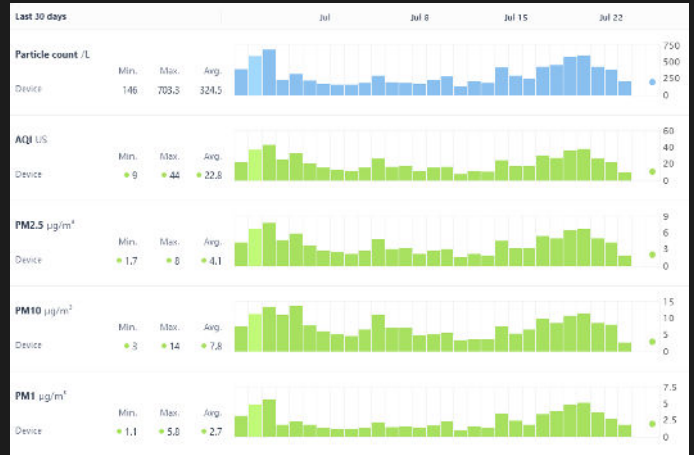 Last 30 days Jul Jul 8 Jul 15 Jul 22
Particle count /L
Min. Max. Avg.
Device 146 703.3 324.5
750
500
250
0
AQI US
Min. Max. Avg.
Device 9 44 22.8
60
40
20
0
PM2.5 µg/m³
Min. Max. Avg.
Device 1.7 8 4.1
9
6
3
0
PM10 µg/m³
Min. Max. Avg.
Device 3 14 7.8
15
10
5
0
PM1 µg/m³
Min. Max. Avg.
Device 1.1 5.8 2.7
7.5
5
2.5
0